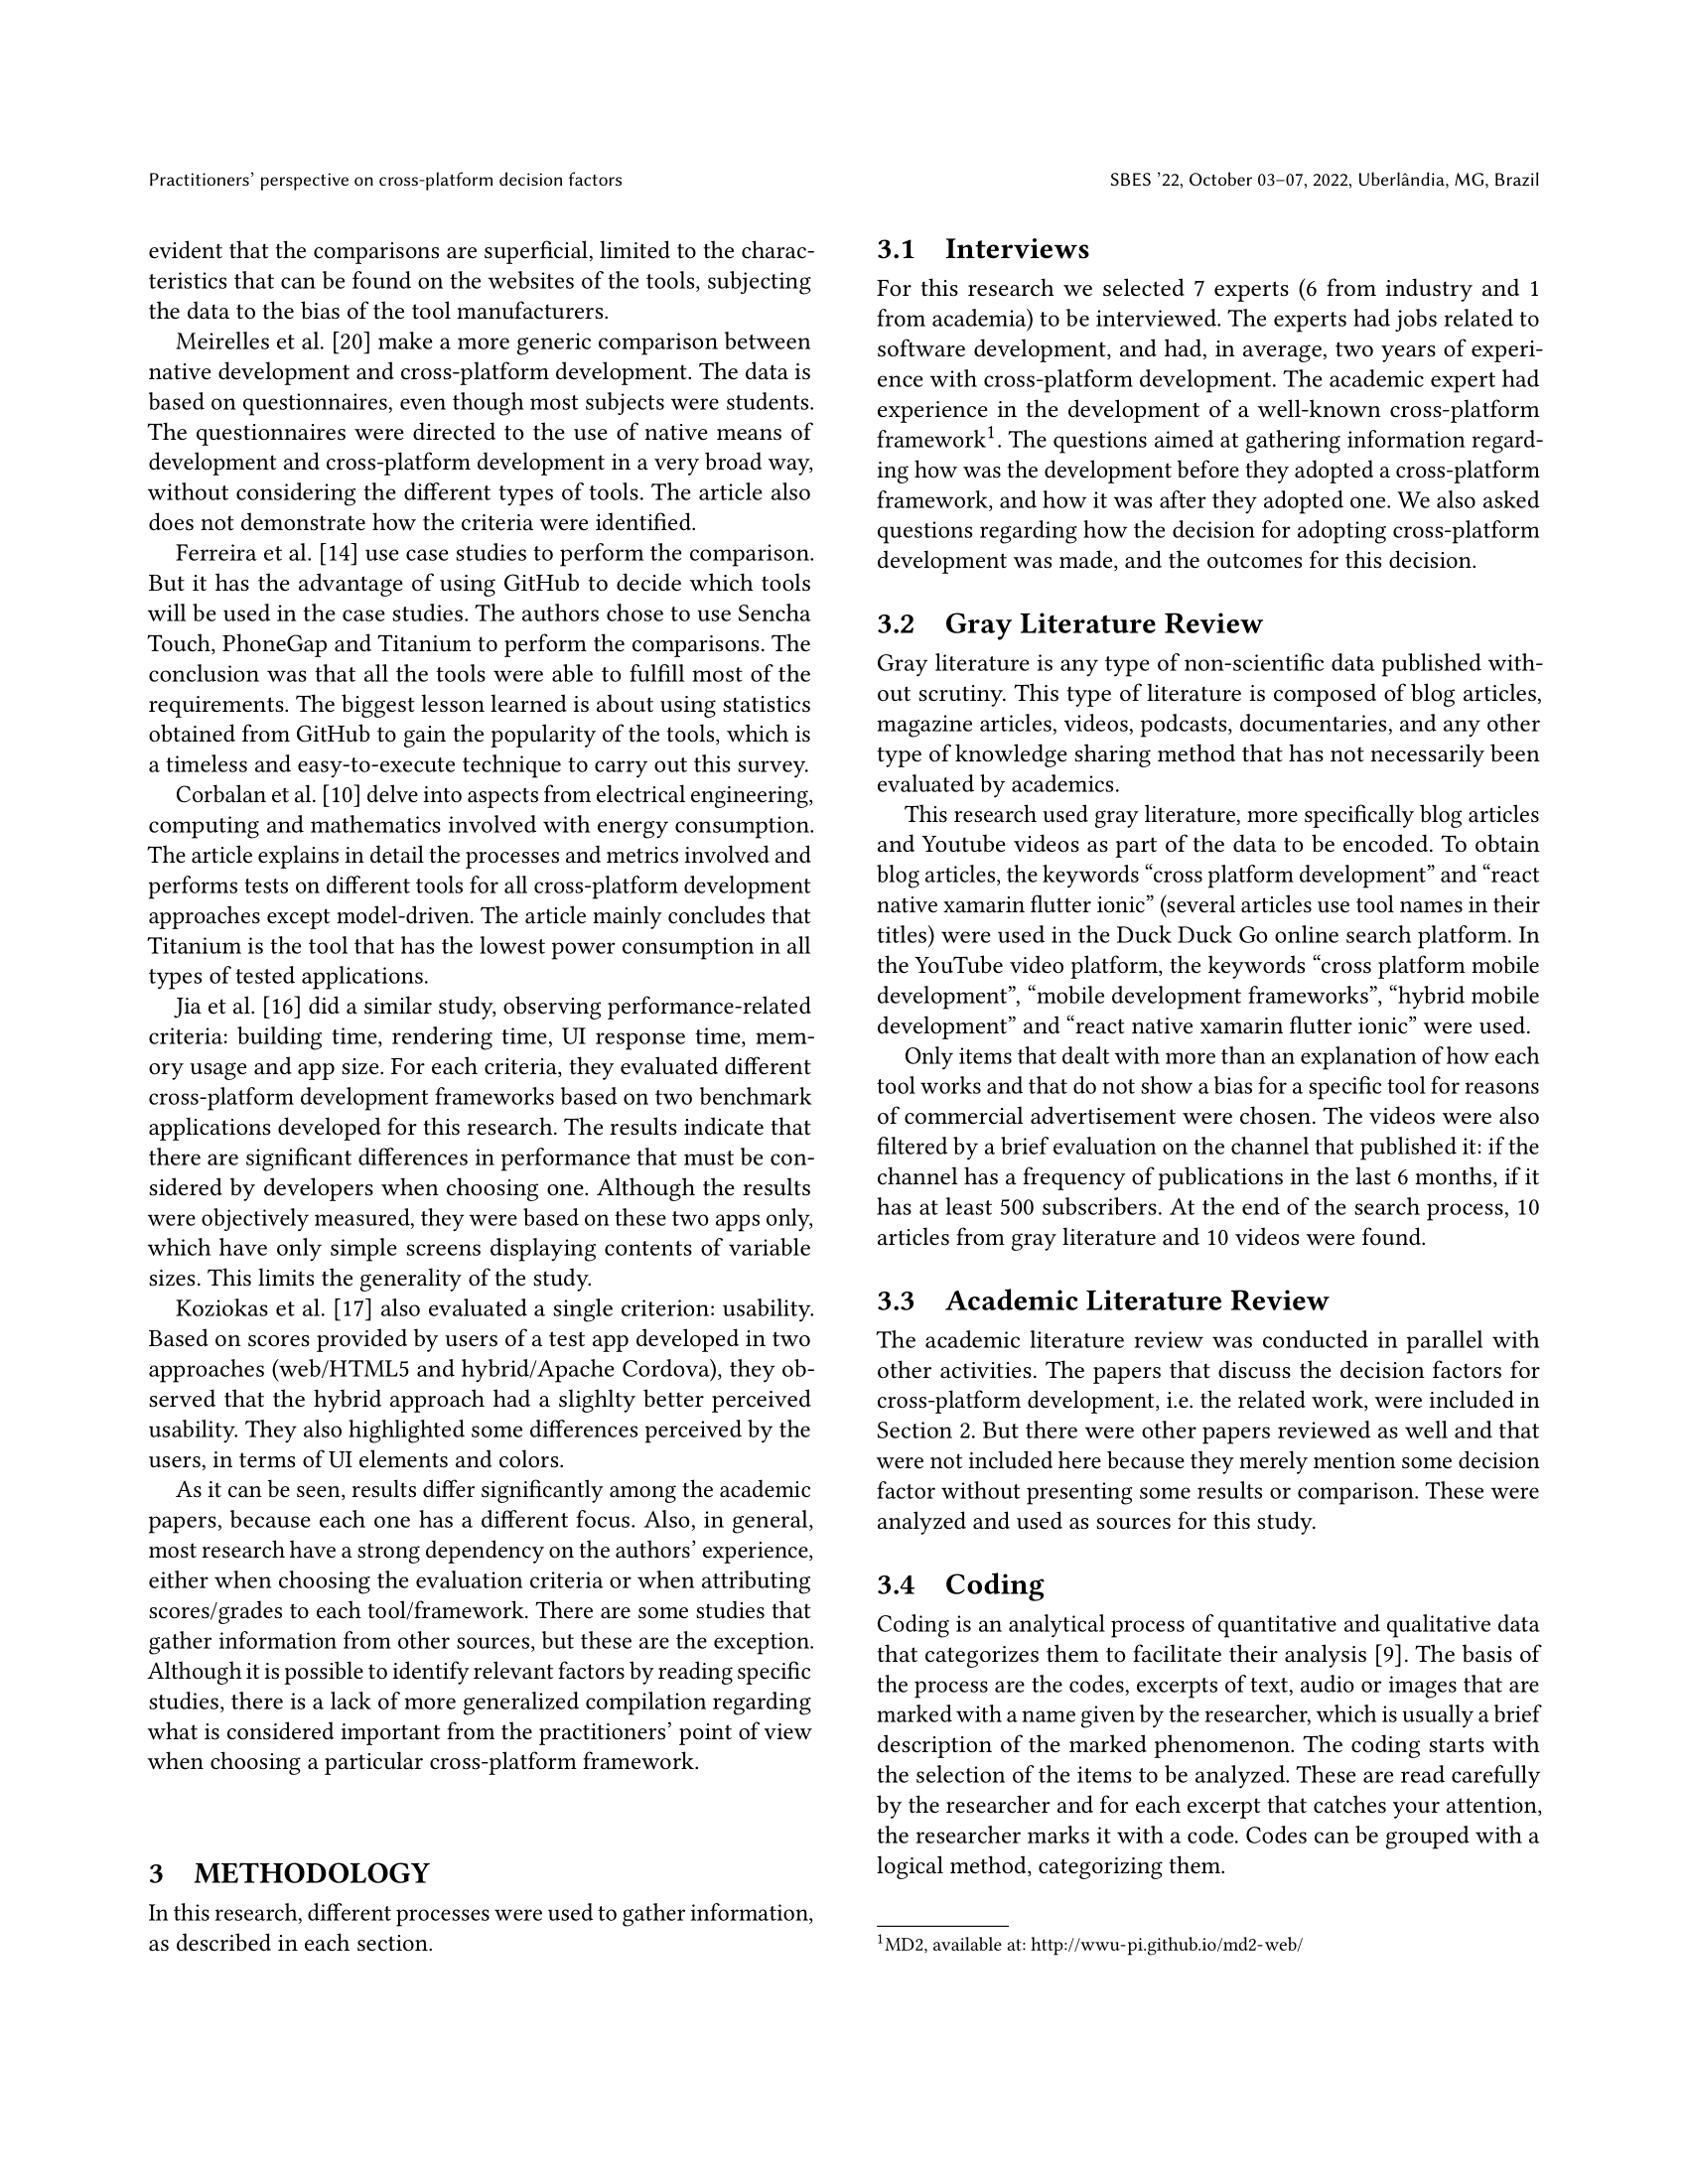 Practitioners' perspective on cross-platform decision factors
SBES '22, October 03–07, 2022, Uberlândia, MG, Brazil
evident that the comparisons are superficial, limited to the charac-
teristics that can be found on the websites of the tools, subjecting
the data to the bias of the tool manufacturers.
Meirelles et al. [20] make a more generic comparison between
native development and cross-platform development. The data is
based on questionnaires, even though most subjects were students.
The questionnaires were directed to the use of native means of
development and cross-platform development in a very broad way,
without considering the different types of tools. The article also
does not demonstrate how the criteria were identified.
Ferreira et al. [14] use case studies to perform the comparison.
But it has the advantage of using GitHub to decide which tools
will be used in the case studies. The authors chose to use Sencha
Touch, PhoneGap and Titanium to perform the comparisons. The
conclusion was that all the tools were able to fulfill most of the
requirements. The biggest lesson learned is about using statistics
obtained from GitHub to gain the popularity of the tools, which is
a timeless and easy-to-execute technique to carry out this survey.
Corbalan et al. [10] delve into aspects from electrical engineering,
computing and mathematics involved with energy consumption.
The article explains in detail the processes and metrics involved and
performs tests on different tools for all cross-platform development
approaches except model-driven. The article mainly concludes that
Titanium is the tool that has the lowest power consumption in all
types of tested applications.
Jia et al. [16] did a similar study, observing performance-related
criteria: building time, rendering time, UI response time, mem-
ory usage and app size. For each criteria, they evaluated different
cross-platform development frameworks based on two benchmark
applications developed for this research. The results indicate that
there are significant differences in performance that must be con-
sidered by developers when choosing one. Although the results
were objectively measured, they were based on these two apps only,
which have only simple screens displaying contents of variable
sizes. This limits the generality of the study.
Koziokas et al. [17] also evaluated a single criterion: usability.
Based on scores provided by users of a test app developed in two
approaches (web/HTML5 and hybrid/Apache Cordova), they ob-
served that the hybrid approach had a slighlty better perceived
usability. They also highlighted some differences perceived by the
users, in terms of UI elements and colors.
As it can be seen, results differ significantly among the academic
papers, because each one has a different focus. Also, in general,
most research have a strong dependency on the authors' experience,
either when choosing the evaluation criteria or when attributing
scores/grades to each tool/framework. There are some studies that
gather information from other sources, but these are the exception.
Although it is possible to identify relevant factors by reading specific
studies, there is a lack of more generalized compilation regarding
what is considered important from the practitioners' point of view
when choosing a particular cross-platform framework.
3 METHODOLOGY
In this research, different processes were used to gather information,
as described in each section.
3.1 Interviews
For this research we selected 7 experts (6 from industry and 1
from academia) to be interviewed. The experts had jobs related to
software development, and had, in average, two years of experi-
ence with cross-platform development. The academic expert had
experience in the development of a well-known cross-platform
framework1. The questions aimed at gathering information regard-
ing how was the development before they adopted a cross-platform
framework, and how it was after they adopted one. We also asked
questions regarding how the decision for adopting cross-platform
development was made, and the outcomes for this decision.
3.2 Gray Literature Review
Gray literature is any type of non-scientific data published with-
out scrutiny. This type of literature is composed of blog articles,
magazine articles, videos, podcasts, documentaries, and any other
type of knowledge sharing method that has not necessarily been
evaluated by academics.
This research used gray literature, more specifically blog articles
and Youtube videos as part of the data to be encoded. To obtain
blog articles, the keywords “cross platform development” and “react
native xamarin flutter ionic” (several articles use tool names in their
titles) were used in the Duck Duck Go online search platform. In
the YouTube video platform, the keywords “cross platform mobile
development”, “mobile development frameworks”, “hybrid mobile
development” and “react native xamarin flutter ionic” were used.
Only items that dealt with more than an explanation of how each
tool works and that do not show a bias for a specific tool for reasons
of commercial advertisement were chosen. The videos were also
filtered by a brief evaluation on the channel that published it: if the
channel has a frequency of publications in the last 6 months, if it
has at least 500 subscribers. At the end of the search process, 10
articles from gray literature and 10 videos were found.
3.3 Academic Literature Review
The academic literature review was conducted in parallel with
other activities. The papers that discuss the decision factors for
cross-platform development, i.e. the related work, were included in
Section 2. But there were other papers reviewed as well and that
were not included here because they merely mention some decision
factor without presenting some results or comparison. These were
analyzed and used as sources for this study.
3.4 Coding
Coding is an analytical process of quantitative and qualitative data
that categorizes them to facilitate their analysis [9]. The basis of
the process are the codes, excerpts of text, audio or images that are
marked with a name given by the researcher, which is usually a brief
description of the marked phenomenon. The coding starts with
the selection of the items to be analyzed. These are read carefully
by the researcher and for each excerpt that catches your attention,
the researcher marks it with a code. Codes can be grouped with a
logical method, categorizing them.
1MD2, available at: http://wwu-pi.github.io/md2-web/